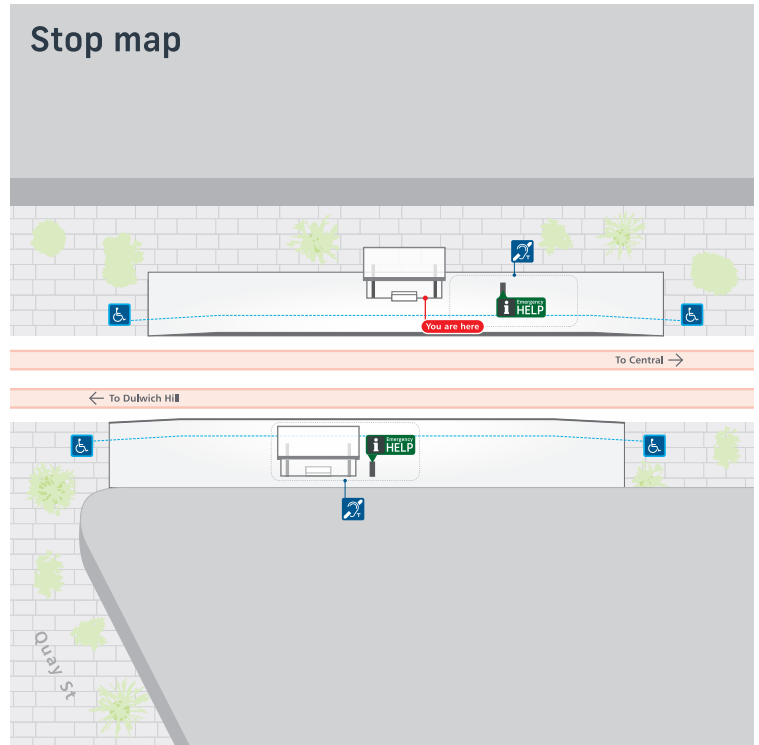 Stop map
Emergency
i HELP
You are here
To Central →
← To Dulwich Hill
Emergency
i HELP
T
T
Quay St